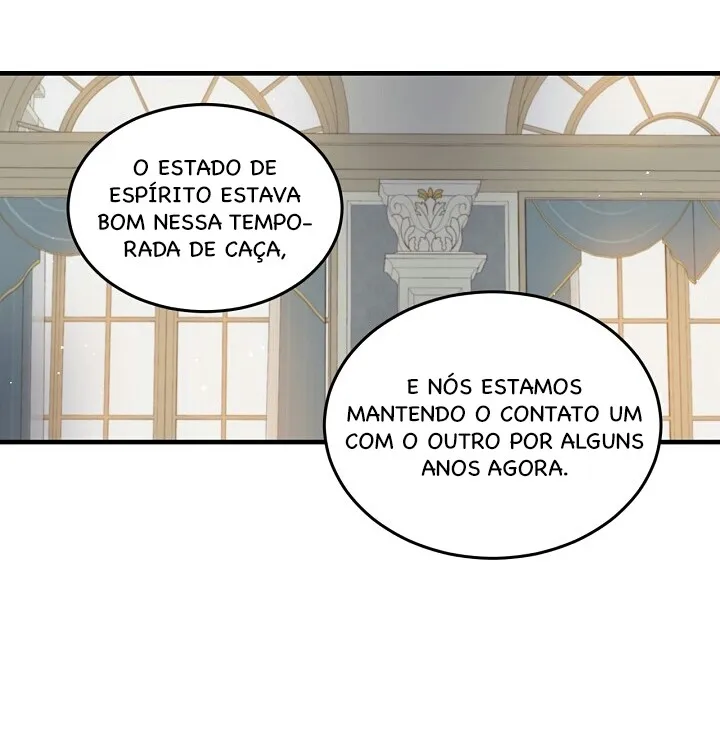 O ESTADO DE
ESPÍRITO ESTAVA
BOM NESSA TEMPO-
RADA DE CAÇA,
E NÓS ESTAMOS
MANTENDO O CONTATO UM
COM O OUTRO POR ALGUNS
ANOS AGORA.